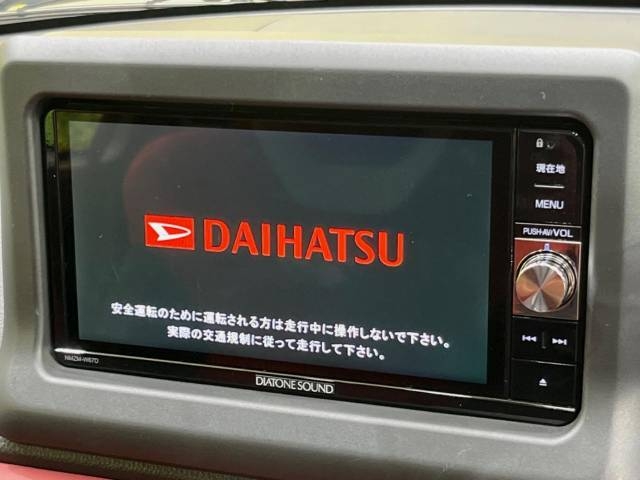 現在地
MENU
PUSH-AV/VOL
DAIHATSU
安全運転のために運転される方は走行中に操作しないで下さい。
実際の交通規制に従って走行して下さい。
NMZM-W67D
DIATONE SOUND